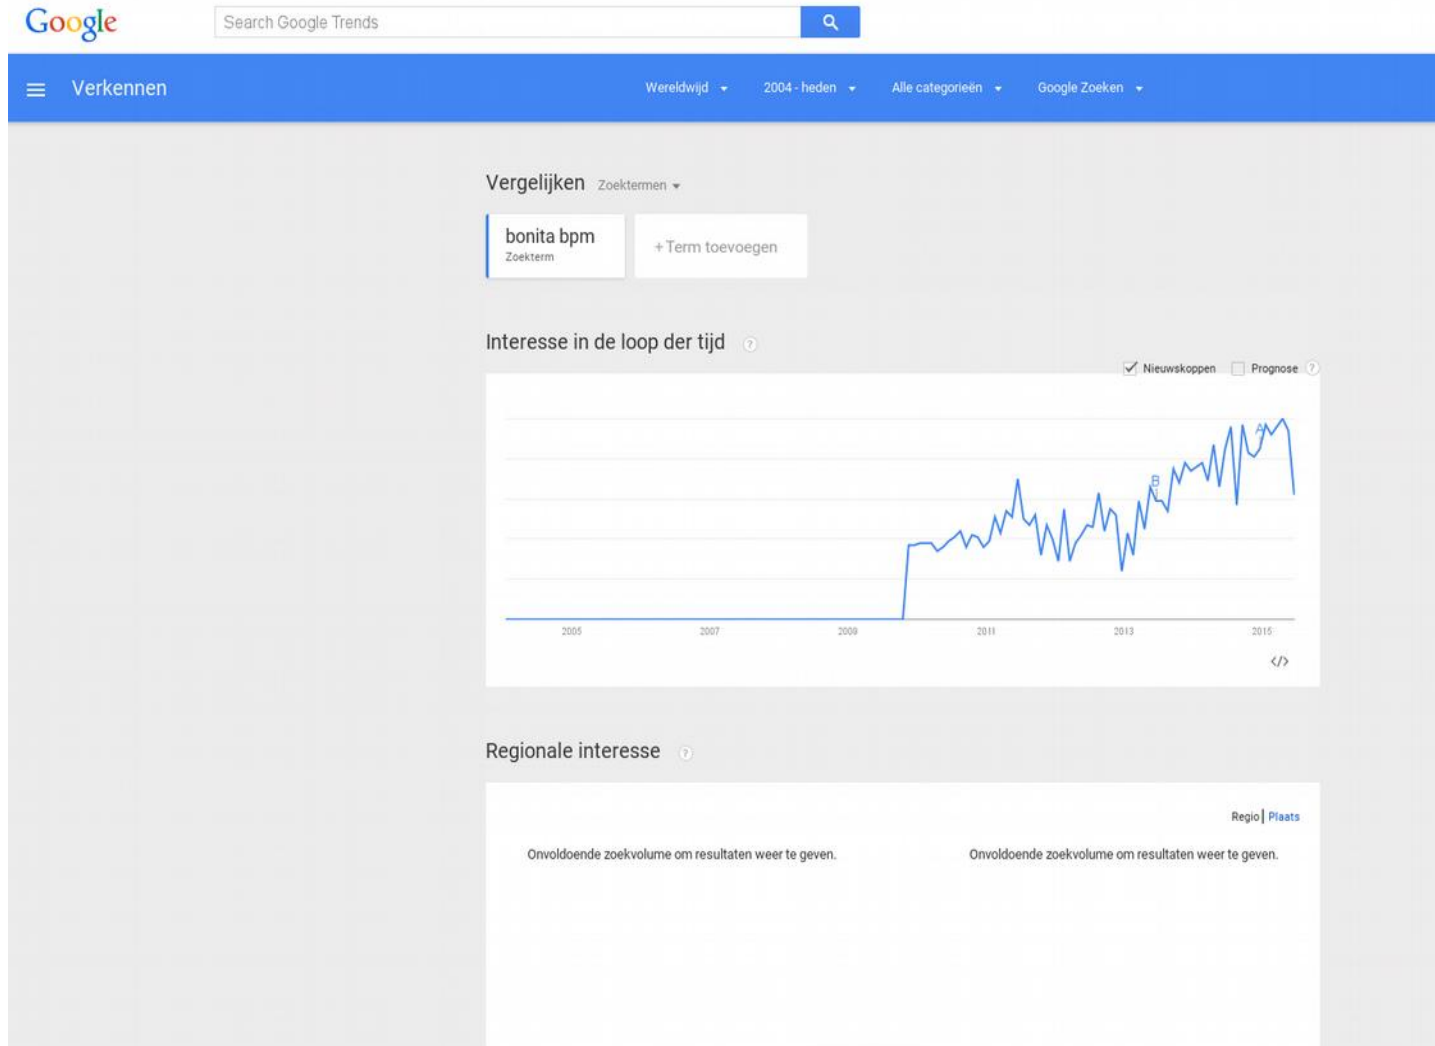 Google Search Google Trends
Verkennen Wereldwijd 2004 - heden Alle categorieën Google Zoeken
Vergelijken Zoektermen
bonita bpm
Zoekterm
+ Term toevoegen
Interesse in de loop der tijd ?
Nieuwskoppen Prognose ?
A
B
2005 2007 2009 2011 2013 2015
</>
Regionale interesse ?
Regio | Plaats
Onvoldoende zoekvolume om resultaten weer te geven. Onvoldoende zoekvolume om resultaten weer te geven.